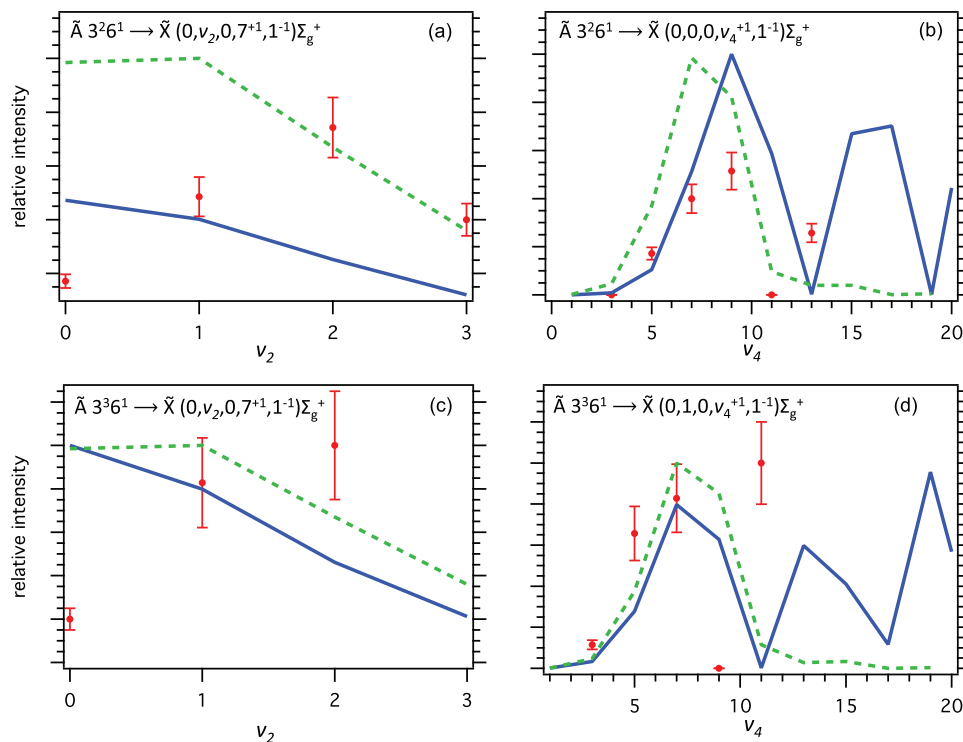 Ã 3²6¹ ⟶ X̃ (0,v₂,0,7⁺¹,1⁻¹)Σg⁺ (a)
relative intensity
0 1 2 3
v₂
Ã 3²6¹ ⟶ X̃ (0,0,0,v₄⁺¹,1⁻¹)Σg⁺ (b)
5 10 15 20
v₄
Ã 3³6¹ ⟶ X̃ (0,v₂,0,7⁺¹,1⁻¹)Σg⁺ (c)
relative intensity
0 1 2 3
v₂
Ã 3³6¹ ⟶ X̃ (0,1,0,v₄⁺¹,1⁻¹)Σg⁺ (d)
5 10 15 20
v₄